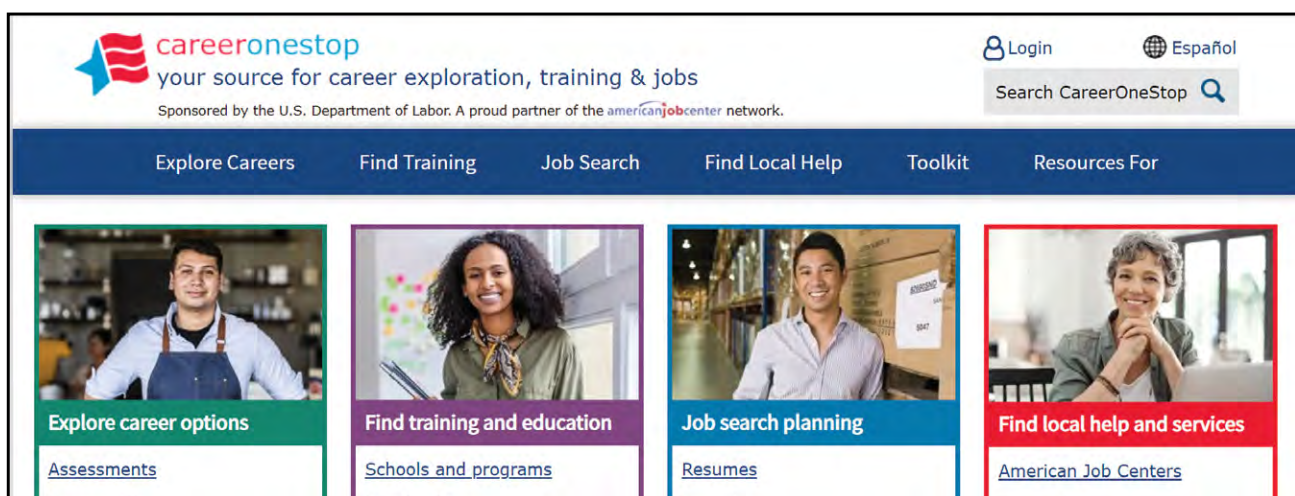 careeronestop
your source for career exploration, training & jobs
Sponsored by the U.S. Department of Labor. A proud partner of the americanjobcenter network.
Login
Español
Search CareerOneStop
Explore Careers
Find Training
Job Search
Find Local Help
Toolkit
Resources For
5047
Explore career options
Find training and education
Job search planning
Find local help and services
Assessments
Schools and programs
Resumes
American Job Centers